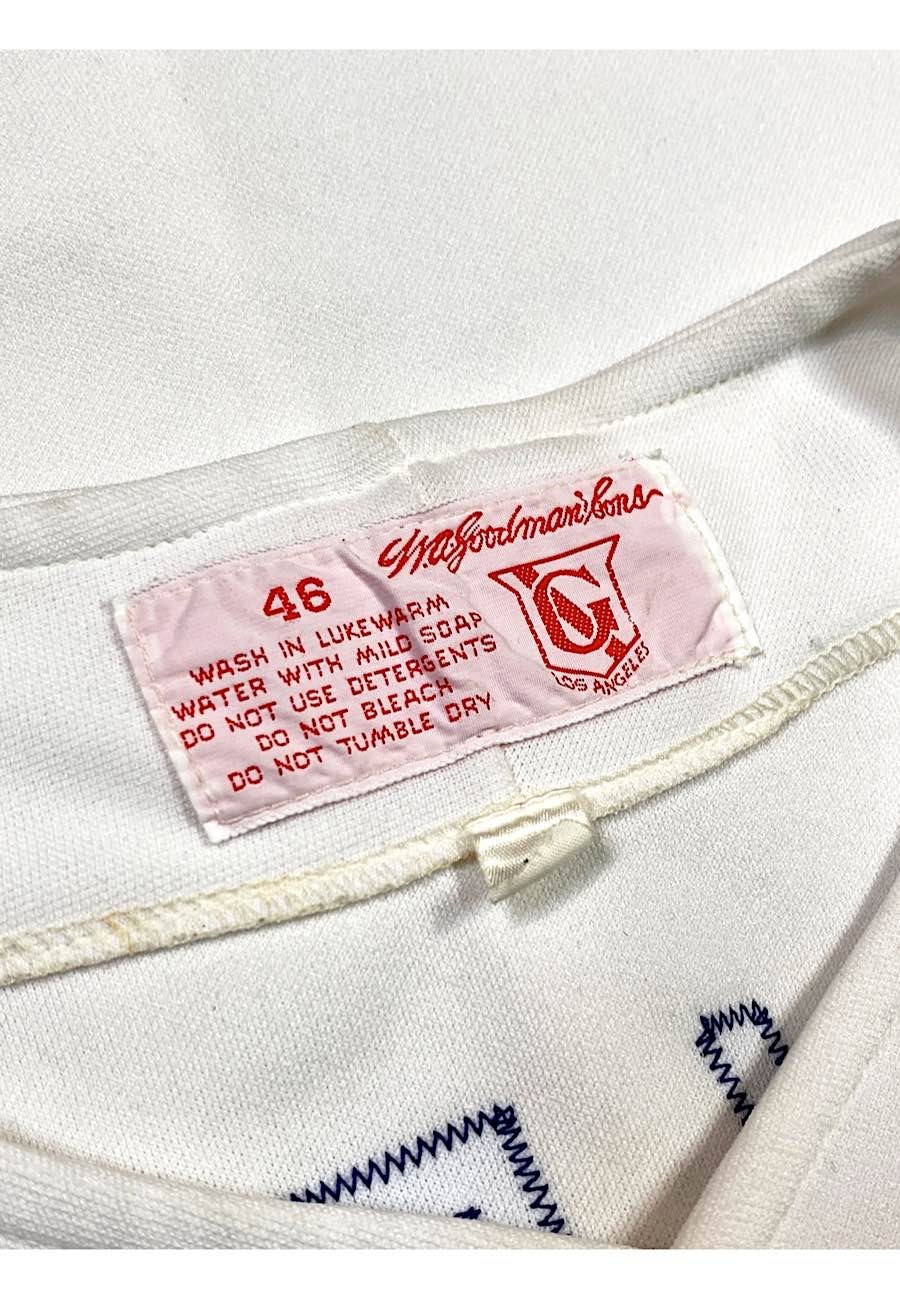 W.A. Goodman & Sons
46
WASH IN LUKEWARM
WATER WITH MILD SOAP
DO NOT USE DETERGENTS
DO NOT BLEACH
DO NOT TUMBLE DRY
G
LOS ANGELES